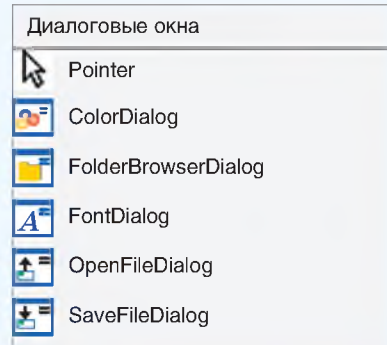 Диалоговые окна
Pointer
ColorDialog
FolderBrowserDialog
FontDialog
OpenFileDialog
SaveFileDialog